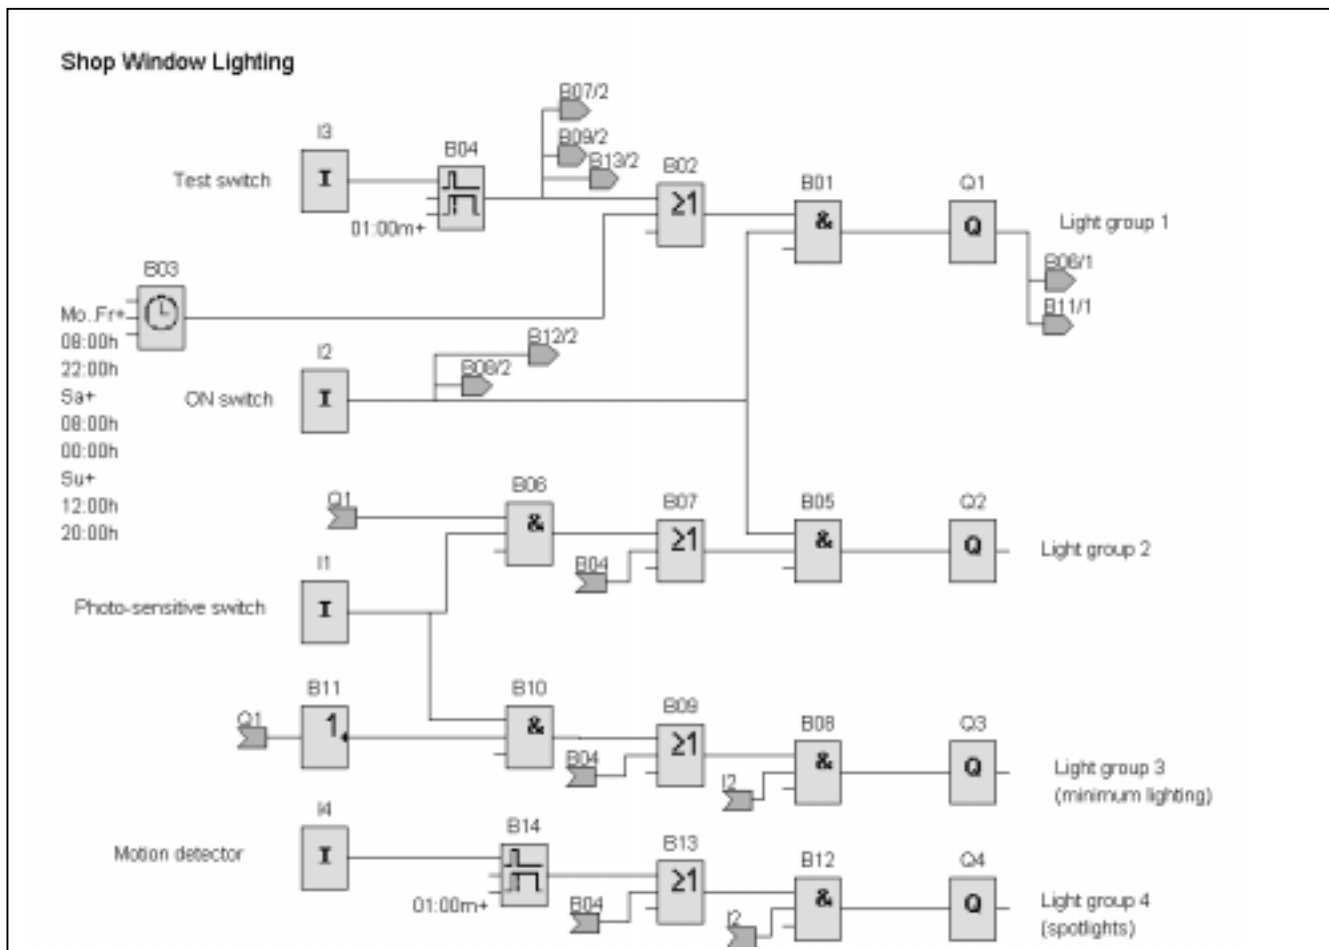 Shop Window Lighting
B07/2
I3
B04
B09/2
B13/2
B02
Test switch
I
≥1
B01
Q1
&
Q
Light group 1
01:00m+
B03
B06/1
B11/1
Mo..Fr+
08:00h
22:00h
Sa+
08:00h
00:00h
Su+
12:00h
20:00h
I2
B12/2
B08/2
ON switch
I
Q1
B06
B07
B05
Q2
&
≥1
&
Q
Light group 2
B04
I1
Photo-sensitive switch
I
B11
B10
B09
B08
Q3
Q1
1
&
≥1
&
Q
B04
I2
Light group 3
(minimum lighting)
I4
B14
B13
B12
Q4
Motion detector
I
≥1
&
Q
01:00m+
B04
I2
Light group 4
(spotlights)